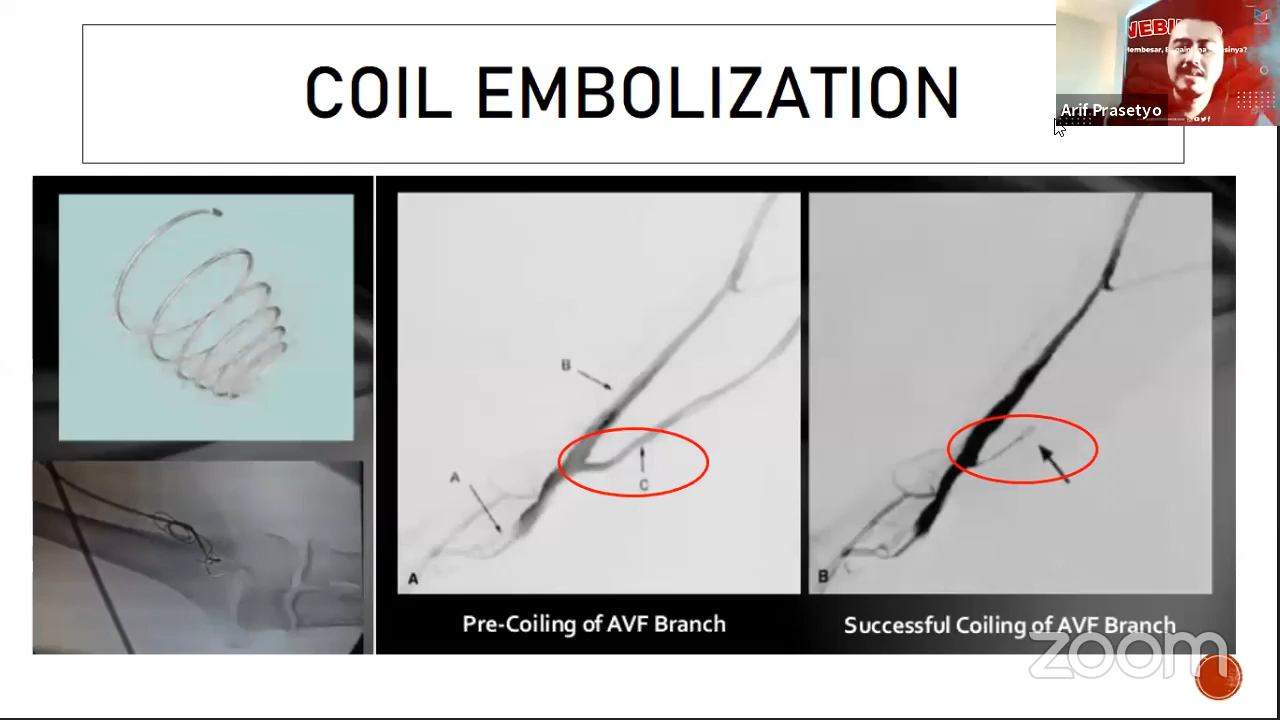 COIL EMBOLIZATION
Arif Prasetyo
B
A
C
A
B
Pre-Coiling of AVF Branch
Successful Coiling of AVF Branch
zoom